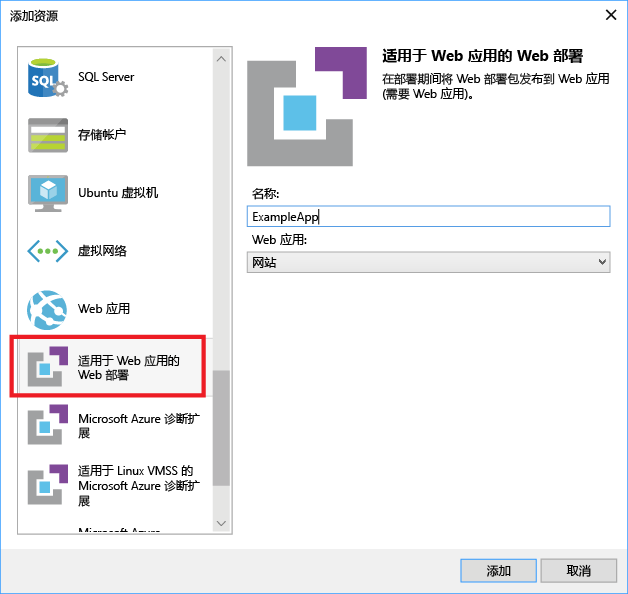 添加资源
SQL Server
存储帐户
Ubuntu 虚拟机
虚拟网络
Web 应用
适用于 Web 应用的
Web 部署
Microsoft Azure 诊断扩
展
适用于 Linux VMSS 的
Microsoft Azure 诊断扩
展
Microsoft Azure
适用于 Web 应用的 Web 部署
在部署期间将 Web 部署包发布到 Web 应用
(需要 Web 应用)。
名称:
ExampleApp
Web 应用:
网站
添加
取消